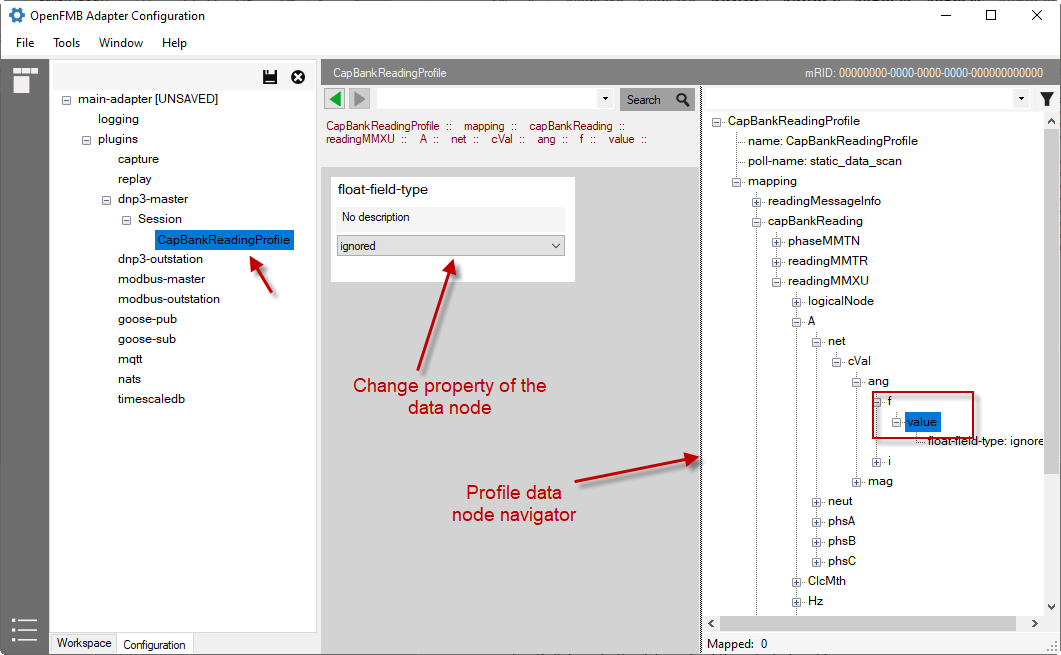 OpenFMB Adapter Configuration
File Tools Window Help
main-adapter [UNSAVED]
logging
plugins
capture
replay
dnp3-master
Session
CapBankReadingProfile
dnp3-outstation
modbus-master
modbus-outstation
goose-pub
goose-sub
mqtt
nats
timescaledb
Workspace Configuration
CapBankReadingProfile mRID: 00000000-0000-0000-0000-000000000000
Search
CapBankReadingProfile :: mapping :: capBankReading ::
readingMMXU :: A :: net :: cVal :: ang :: f :: value ::
float-field-type
No description
ignored
Change property of the
data node
Profile data
node navigator
CapBankReadingProfile
name: CapBankReadingProfile
poll-name: static_data_scan
mapping
readingMessageInfo
capBankReading
phaseMMTN
readingMMTR
readingMMXU
logicalNode
A
net
cVal
ang
f
value
float-field-type: ignore
i
mag
neut
phsA
phsB
phsC
ClcMth
Hz
Mapped: 0